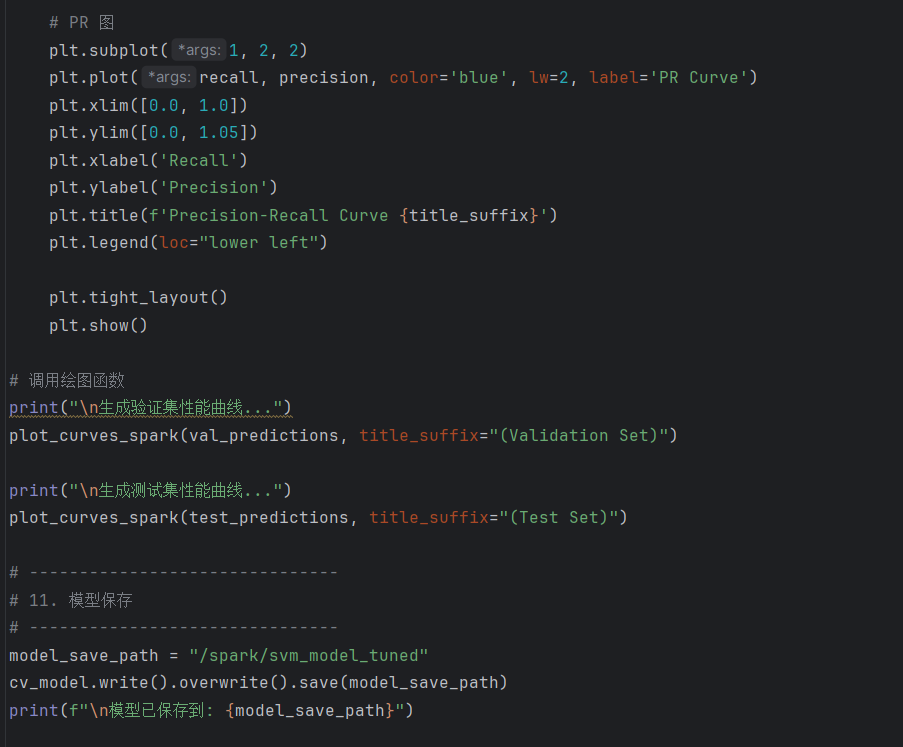 # PR 图
plt.subplot( *args: 1, 2, 2)
plt.plot( *args: recall, precision, color='blue', lw=2, label='PR Curve')
plt.xlim([0.0, 1.0])
plt.ylim([0.0, 1.05])
plt.xlabel('Recall')
plt.ylabel('Precision')
plt.title(f'Precision-Recall Curve {title_suffix}')
plt.legend(loc="lower left")
plt.tight_layout()
plt.show()
# 调用绘图函数
print("\n生成验证集性能曲线...")
plot_curves_spark(val_predictions, title_suffix="(Validation Set)")
print("\n生成测试集性能曲线...")
plot_curves_spark(test_predictions, title_suffix="(Test Set)")
# -------------------------------
# 11. 模型保存
# -------------------------------
model_save_path = "/spark/svm_model_tuned"
cv_model.write().overwrite().save(model_save_path)
print(f"\n模型已保存到: {model_save_path}")